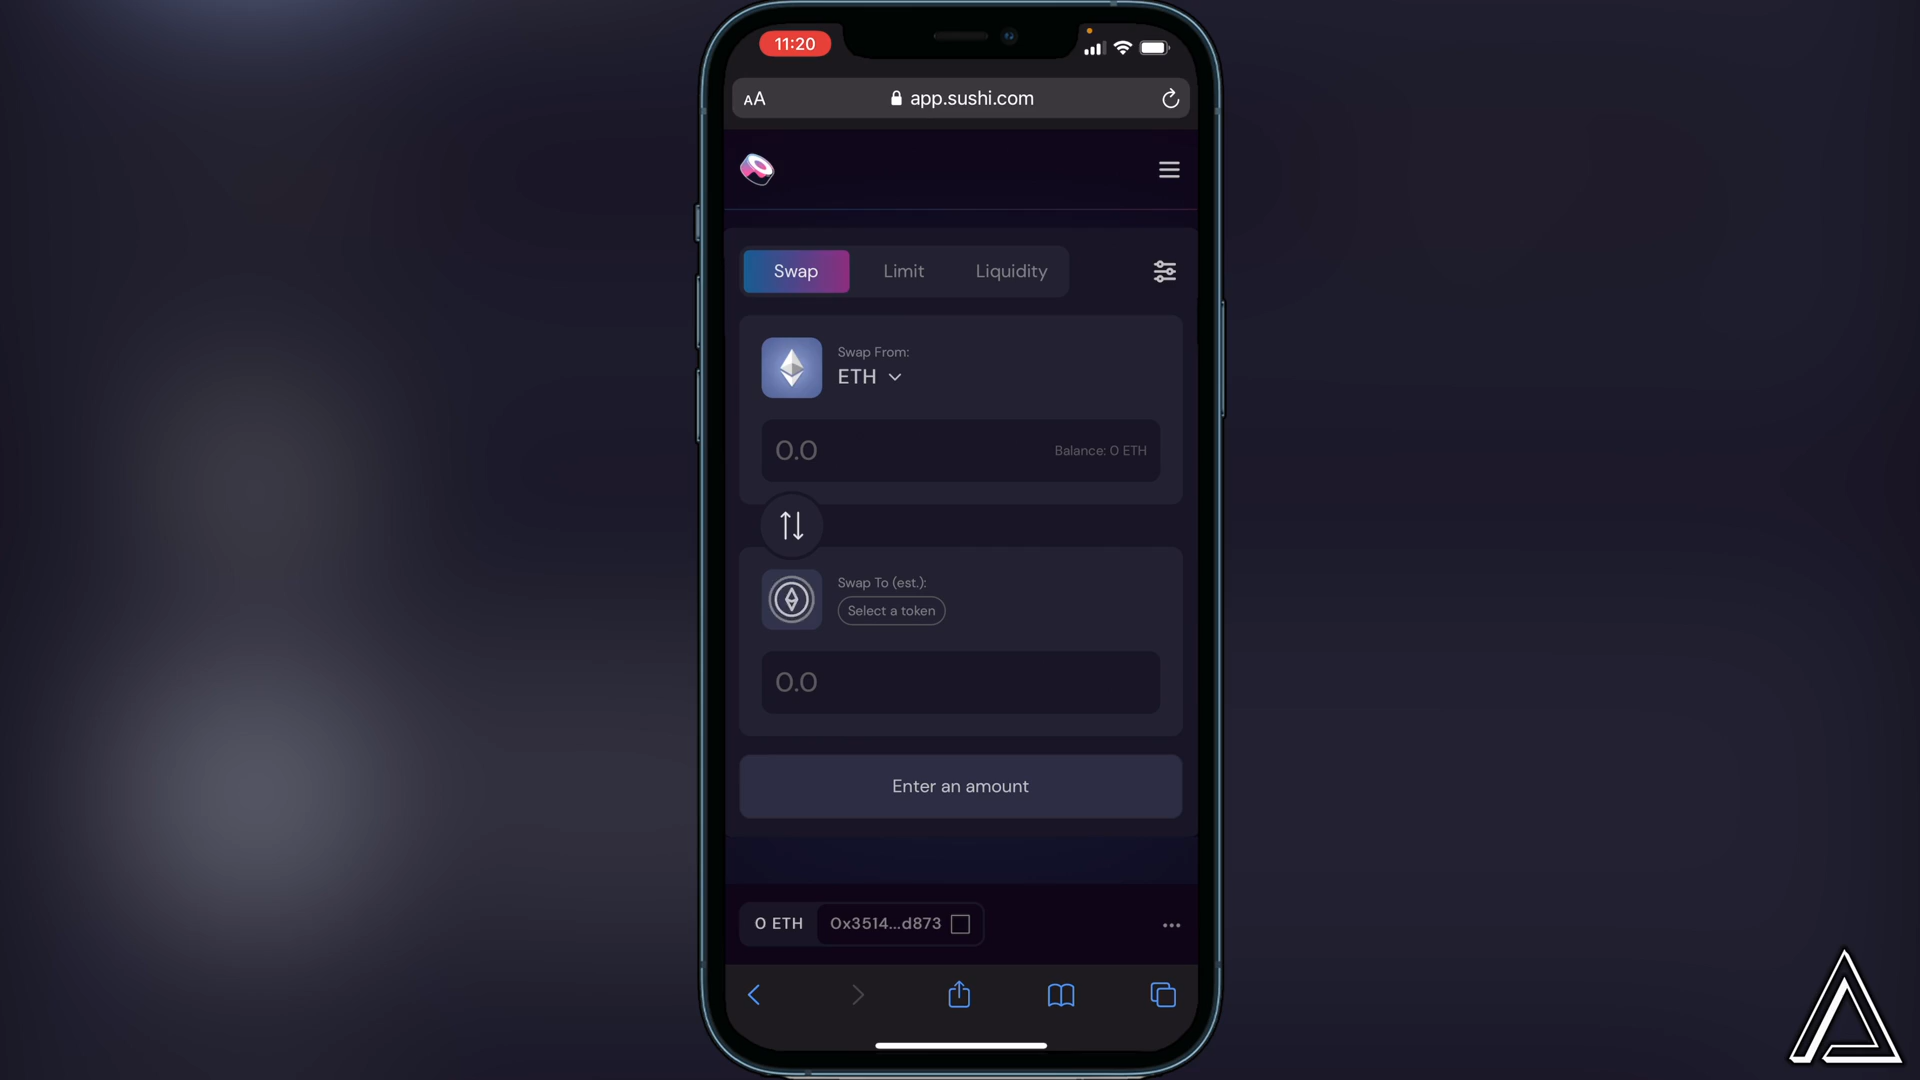 11:20
AA
app.sushi.com
Swap
Limit
Liquidity
Swap From:
ETH
0.0
Balance: 0 ETH
Swap To (est.):
Select a token
0.0
Enter an amount
0 ETH
0x3514...d873